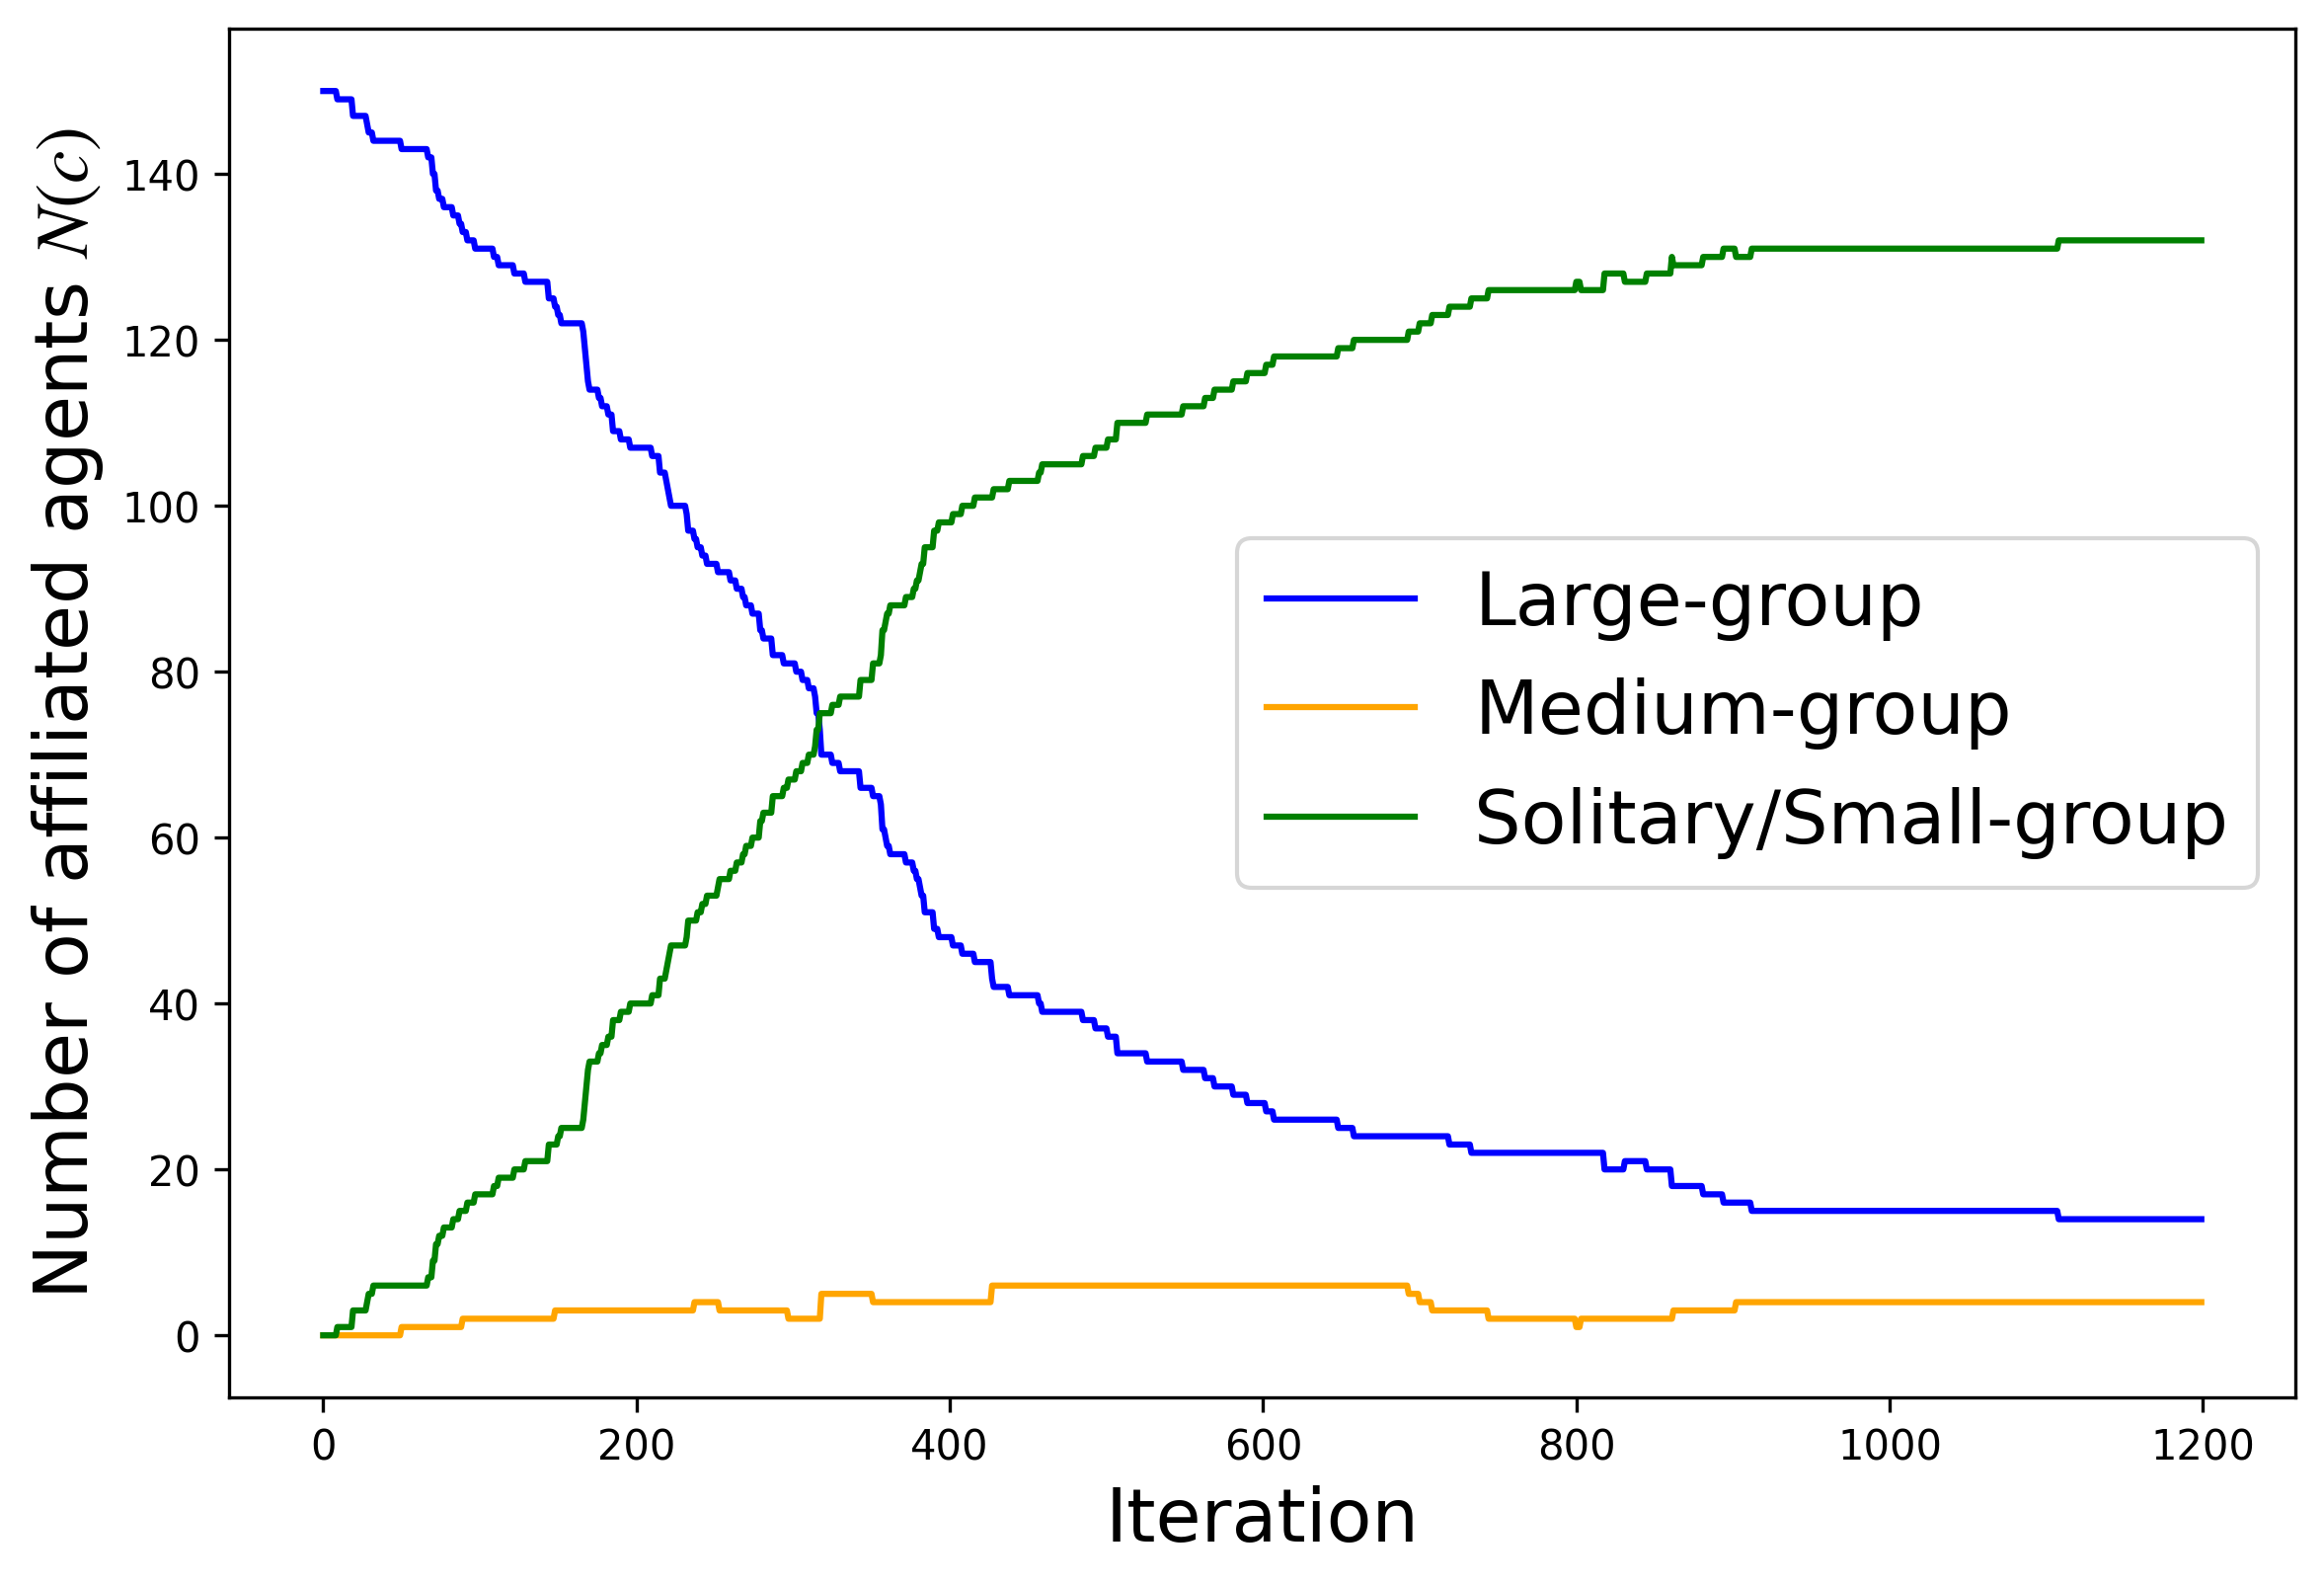 Number of affiliated agents N(c)
140
120
100
80
60
40
20
0
Large-group
Medium-group
Solitary/Small-group
0 200 400 600 800 1000 1200
Iteration